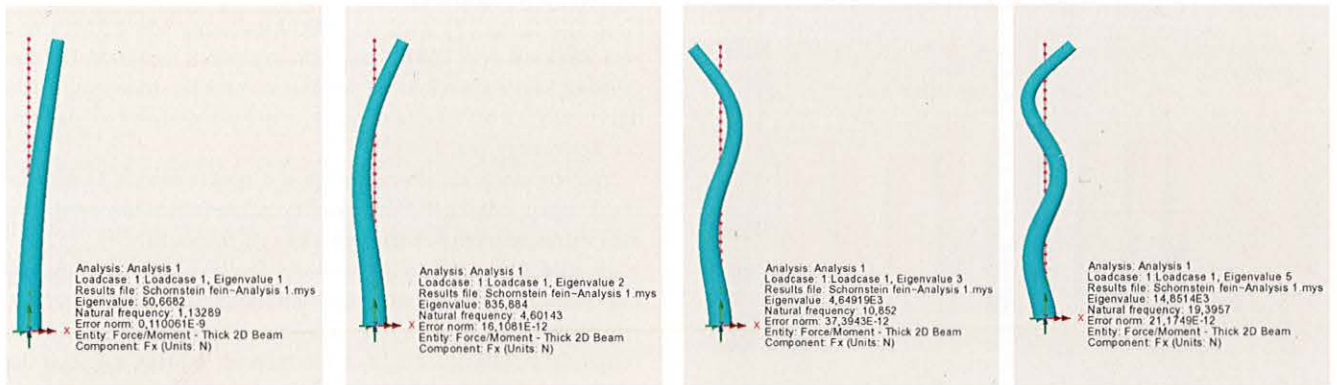 Analysis: Analysis 1
Loadcase: 1:Loadcase 1, Eigenvalue 1
Results file: Schornstein fein~Analysis 1.mys
Eigenvalue: 50,6682
Natural frequency: 1,13289
X
Error norm: 0,110061E-9
Entity: Force/Moment - Thick 2D Beam
Component: Fx (Units: N)
Analysis: Analysis 1
Loadcase: 1:Loadcase 1, Eigenvalue 2
Results file: Schornstein fein~Analysis 1.mys
Eigenvalue: 835,884
Natural frequency: 4,60143
X
Error norm: 16,1081E-12
Entity: Force/Moment - Thick 2D Beam
Component: Fx (Units: N)
Analysis: Analysis 1
Loadcase: 1:Loadcase 1, Eigenvalue 3
Results file: Schornstein fein~Analysis 1.mys
Eigenvalue: 4,64919E3
Natural frequency: 10,852
X
Error norm: 37,3943E-12
Entity: Force/Moment - Thick 2D Beam
Component: Fx (Units: N)
Analysis: Analysis 1
Loadcase: 1:Loadcase 1, Eigenvalue 5
Results file: Schornstein fein~Analysis 1.mys
Eigenvalue: 14,8514E3
Natural frequency: 19,3957
X
Error norm: 21,1749E-12
Entity: Force/Moment - Thick 2D Beam
Component: Fx (Units: N)